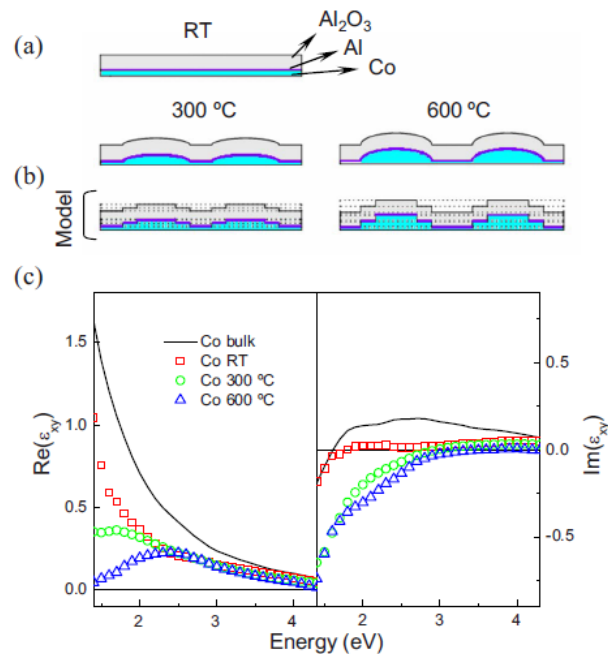 (a)
RT
Al₂O₃
Al
Co
300 ºC
600 ºC
(b)
Model
(c)
Re(εxy)
1.5
1.0
0.5
0.0
Co bulk
Co RT
Co 300 ºC
Co 600 ºC
0.5
0.0
-0.5
Im(εxy)
2 3 4 2 3 4
Energy (eV)